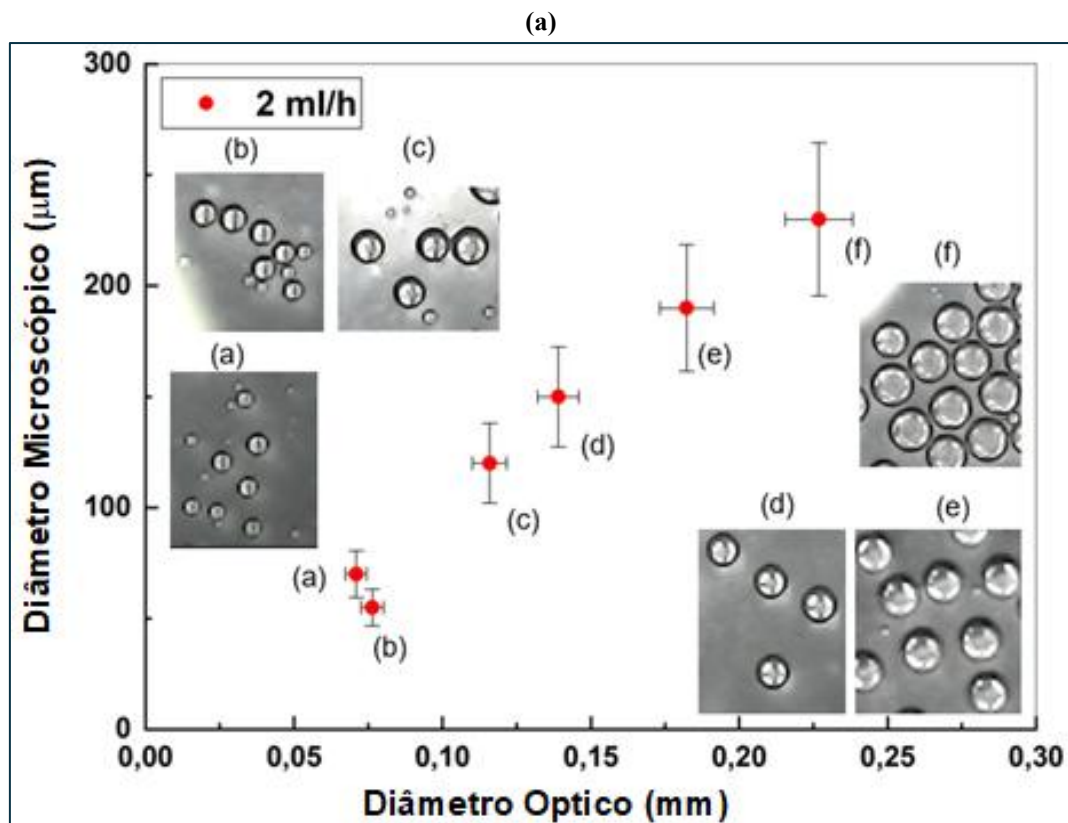 (a)
300
2 ml/h
(b)
(c)
(f)
(f)
200
(a)
(e)
(d)
(d)
(e)
(c)
100
(a)
(b)
0
0,00
0,05
0,10
0,15
0,20
0,25
0,30
Diâmetro Microscópico (μm)
Diâmetro Optico (mm)